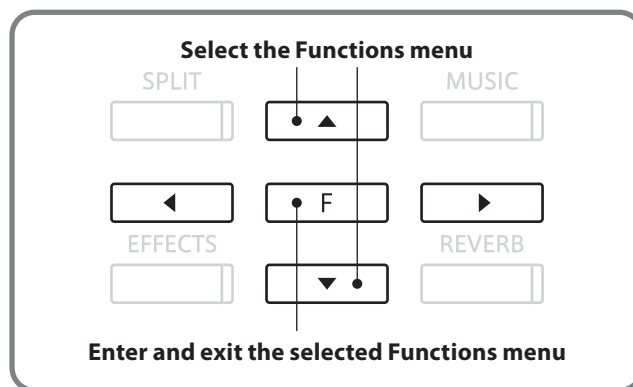 Select the Functions menu
SPLIT
MUSIC
F
EFFECTS
REVERB
Enter and exit the selected Functions menu